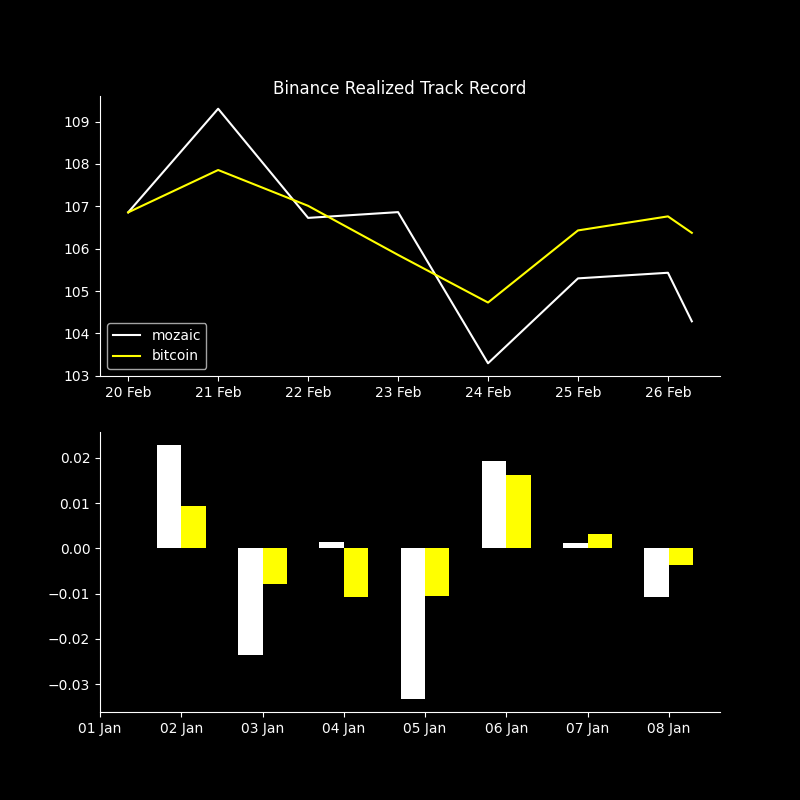 Binance Realized Track Record
109
108
107
106
105
104
103
mozaic
bitcoin
20 Feb 21 Feb 22 Feb 23 Feb 24 Feb 25 Feb 26 Feb
0.02
0.01
0.00
−0.01
−0.02
−0.03
01 Jan 02 Jan 03 Jan 04 Jan 05 Jan 06 Jan 07 Jan 08 Jan